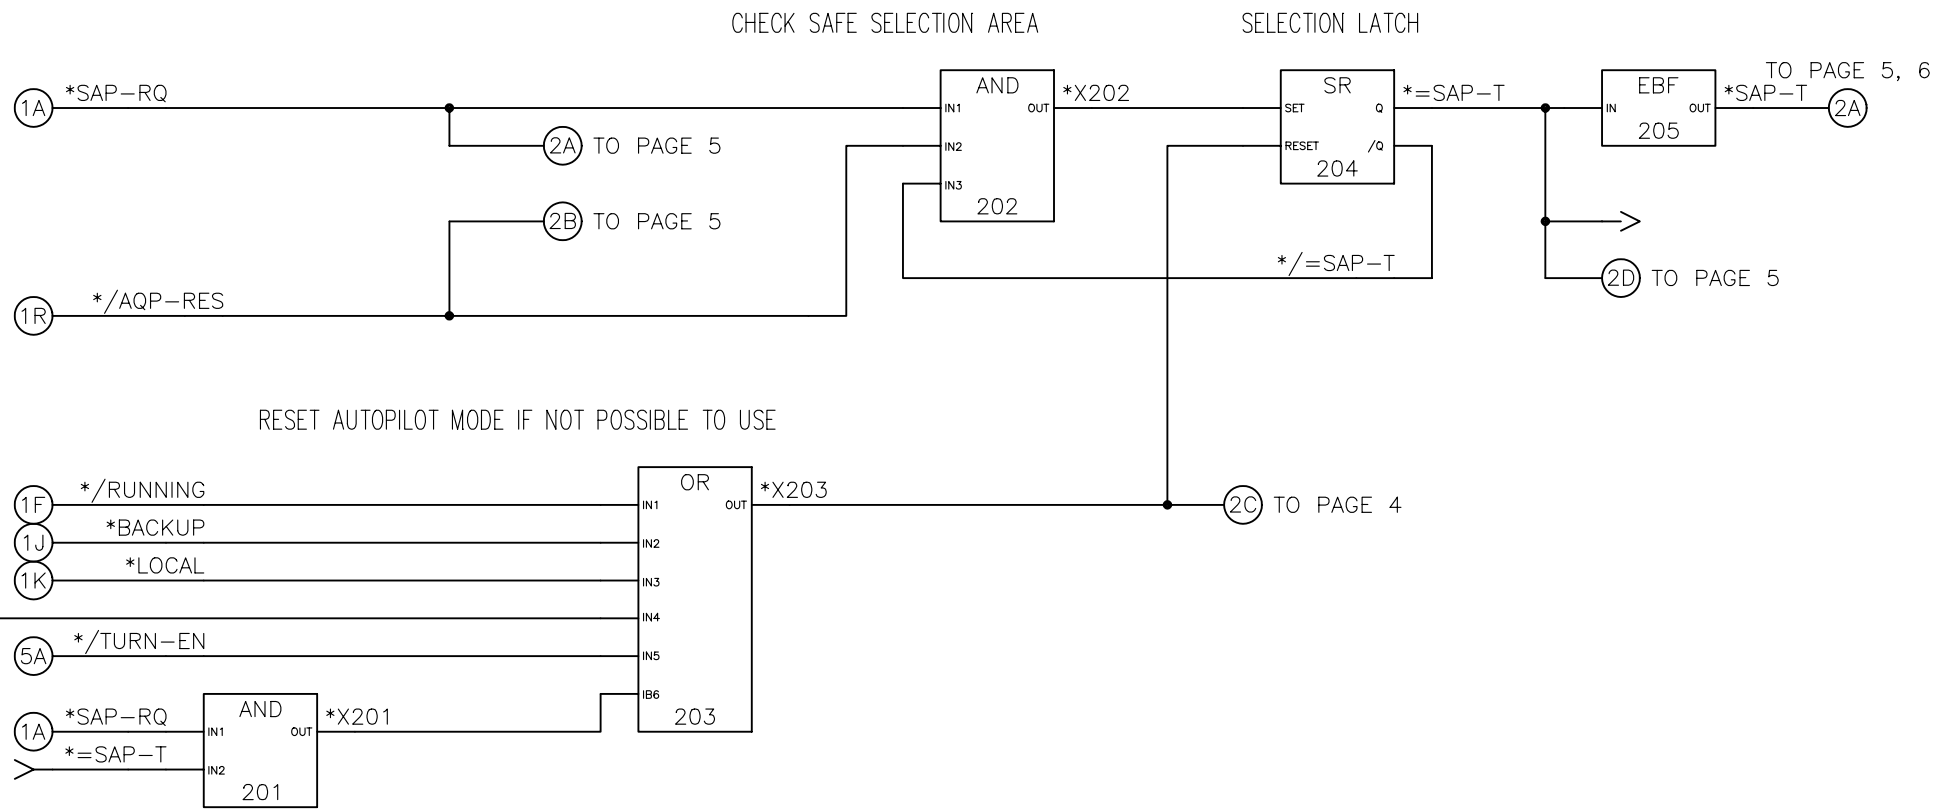 CHECK SAFE SELECTION AREA
SELECTION LATCH
1A
*SAP-RQ
2A TO PAGE 5
AND
IN1
OUT
IN2
IN3
202
*X202
SR
SET
Q
RESET
/Q
204
*=SAP-T
EBF
IN
OUT
205
TO PAGE 5, 6
*SAP-T
2A
2B TO PAGE 5
*/=SAP-T
2D TO PAGE 5
1R
*/AQP-RES
RESET AUTOPILOT MODE IF NOT POSSIBLE TO USE
1F
*/RUNNING
1J
*BACKUP
1K
*LOCAL
5A
*/TURN-EN
OR
IN1
OUT
IN2
IN3
IN4
IN5
IB6
203
*X203
2C TO PAGE 4
1A
*SAP-RQ
*=SAP-T
AND
IN1
OUT
IN2
201
*X201